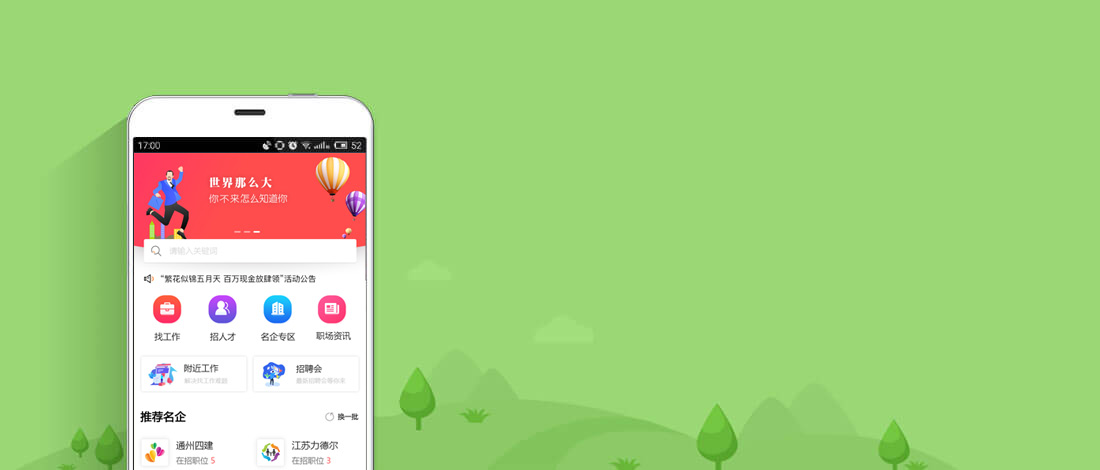 17:00 52
世界那么大
你不来怎么知道你
请输入关键词
“繁花似锦五月天 百万现金放肆领”活动公告
找工作 招人才 名企专区 职场资讯
附近工作 招聘会
解决找工作难题 最新招聘会等你来
推荐名企 换一批
通州四建 江苏力德尔
在招职位 5 在招职位 3